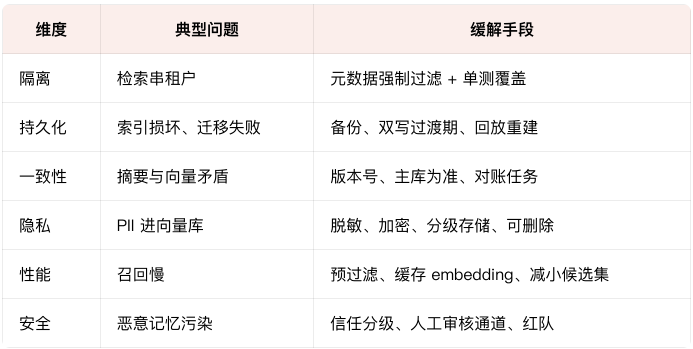 维度 典型问题 缓解手段
隔离 检索串租户 元数据强制过滤 + 单测覆盖
持久化 索引损坏、迁移失败 备份、双写过渡期、回放重建
一致性 摘要与向量矛盾 版本号、主库为准、对账任务
隐私 PII 进向量库 脱敏、加密、分级存储、可删除
性能 召回慢 预过滤、缓存 embedding、减小候选集
安全 恶意记忆污染 信任分级、人工审核通道、红队